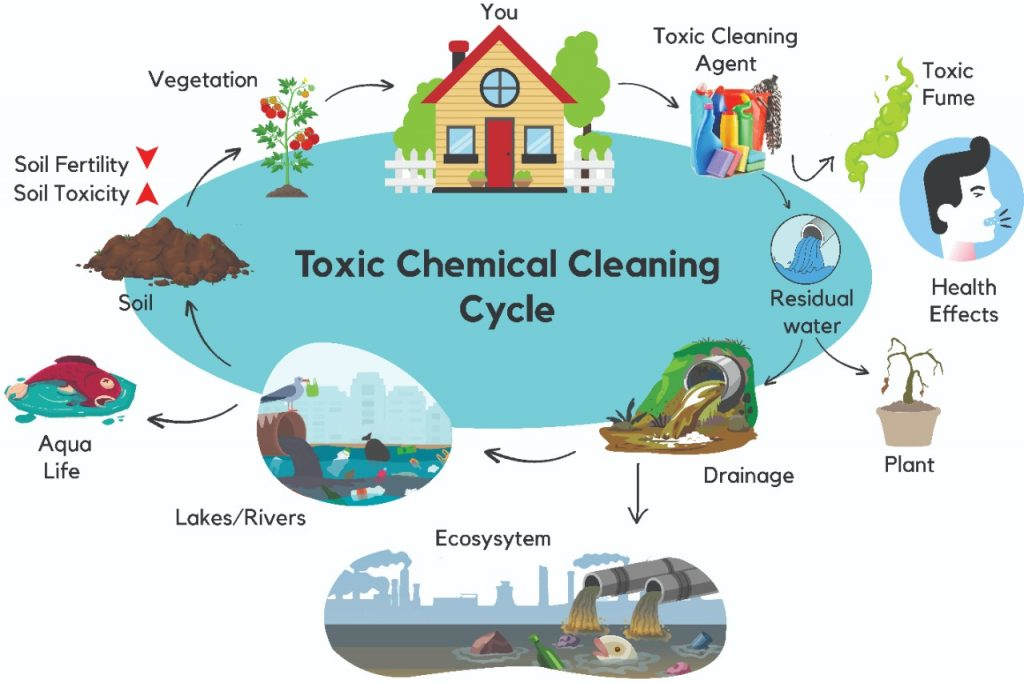 You
Toxic Cleaning
Agent
Toxic
Fume
Vegetation
Soil Fertility
Soil Toxicity
Toxic Chemical Cleaning
Cycle
Soil
Residual
water
Health
Effects
Aqua
Life
Plant
Drainage
Lakes/Rivers
Ecosysytem